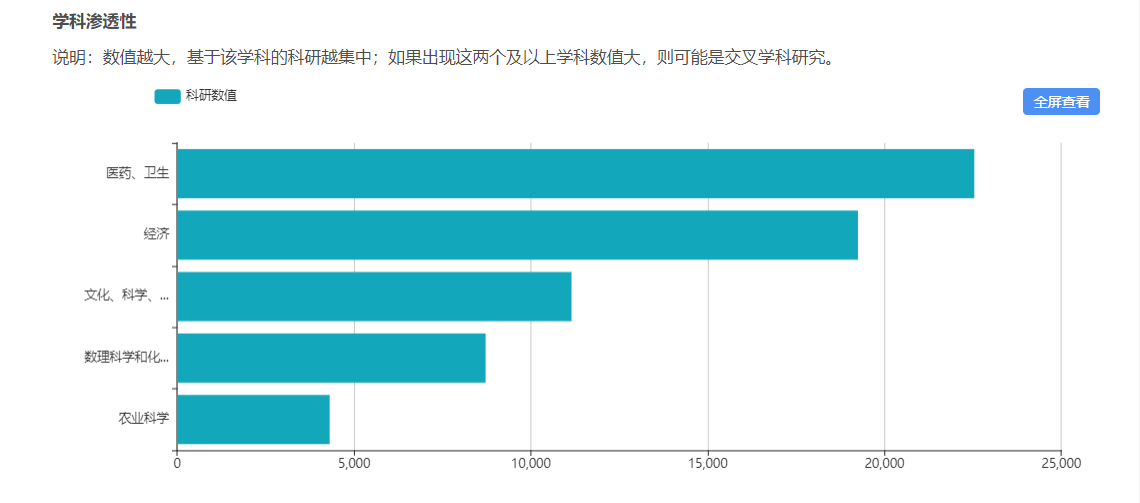 学科渗透性
说明：数值越大，基于该学科的科研越集中；如果出现这两个及以上学科数值大，则可能是交叉学科研究。
科研数值
全屏查看
医药、卫生
经济
文化、科学、...
数理科学和化...
农业科学
0 5,000 10,000 15,000 20,000 25,000